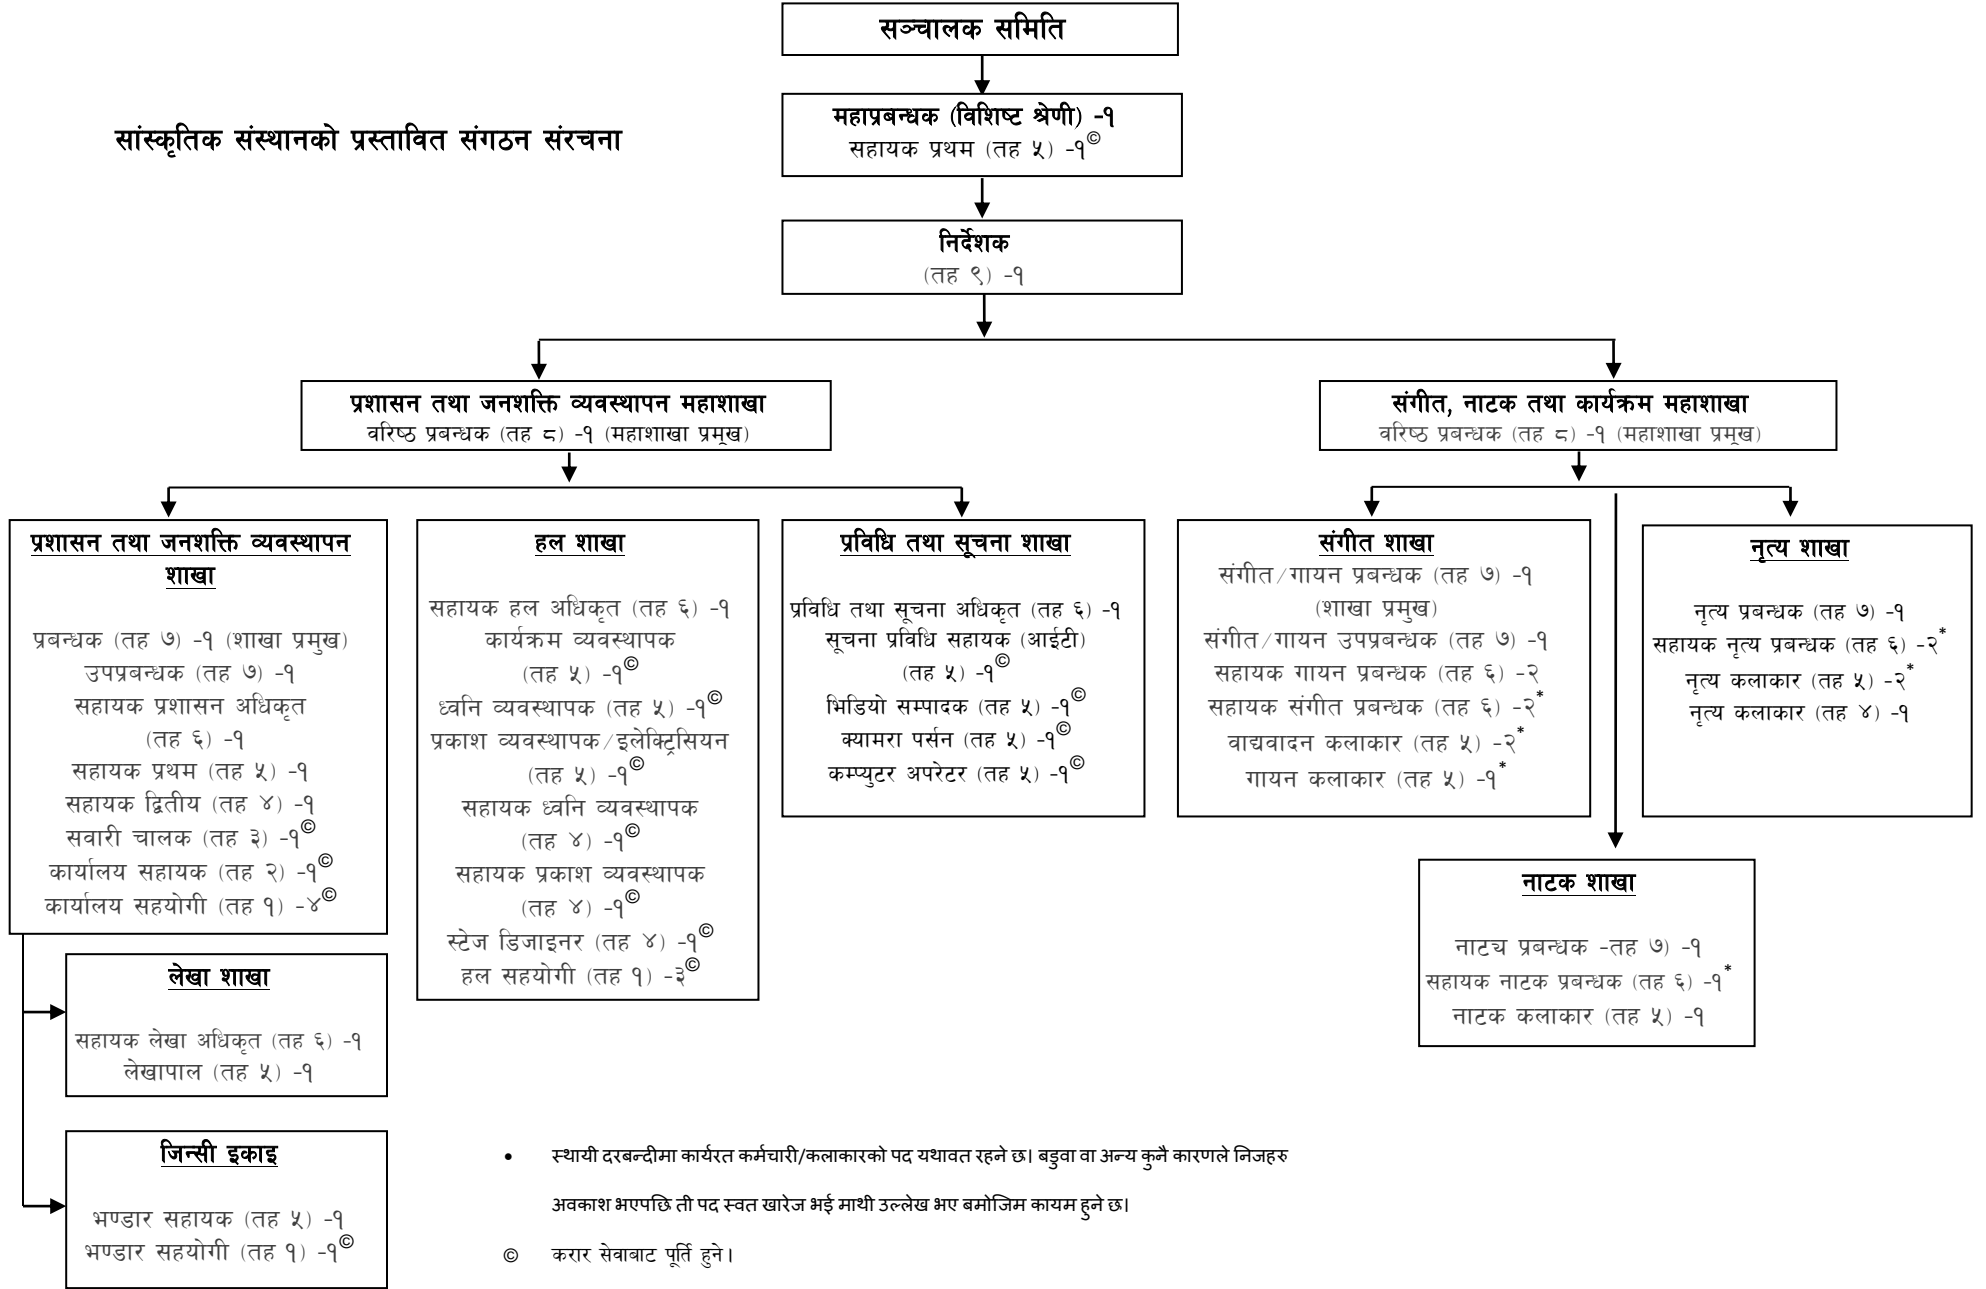 सञ्चालक समिति
महाप्रबन्धक (विशिष्ट श्रेणी) -१
सहायक प्रथम (तह ५) -१©
सांस्कृतिक संस्थानको प्रस्तावित संगठन संरचना
निर्देशक
(तह ९) -१
प्रशासन तथा जनशक्ति व्यवस्थापन महाशाखा
वरिष्ठ प्रबन्धक (तह ८) -१ (महाशाखा प्रमुख)
संगीत, नाटक तथा कार्यक्रम महाशाखा
वरिष्ठ प्रबन्धक (तह ८) -१ (महाशाखा प्रमुख)
प्रशासन तथा जनशक्ति व्यवस्थापन
शाखा
प्रबन्धक (तह ७) -१ (शाखा प्रमुख)
उपप्रबन्धक (तह ७) -१
सहायक प्रशासन अधिकृत
(तह ६) -१
सहायक प्रथम (तह ५) -१
सहायक द्वितीय (तह ४) -१
सवारी चालक (तह ३) -१©
कार्यालय सहायक (तह २) -१©
कार्यालय सहयोगी (तह १) -४©
हल शाखा
सहायक हल अधिकृत (तह ६) -१
कार्यक्रम व्यवस्थापक
(तह ५) -१©
ध्वनि व्यवस्थापक (तह ५) -१©
प्रकाश व्यवस्थापक/इलेक्ट्रिसियन
(तह ५) -१©
सहायक ध्वनि व्यवस्थापक
(तह ४) -१©
सहायक प्रकाश व्यवस्थापक
(तह ४) -१©
स्टेज डिजाइनर (तह ४) -१©
हल सहयोगी (तह १) -३©
प्रविधि तथा सूचना शाखा
प्रविधि तथा सूचना अधिकृत (तह ६) -१
सूचना प्रविधि सहायक (आईटी)
(तह ५) -१©
भिडियो सम्पादक (तह ५) -१©
क्यामरा पर्सन (तह ५) -१©
कम्प्युटर अपरेटर (तह ५) -१©
संगीत शाखा
संगीत/गायन प्रबन्धक (तह ७) -१
(शाखा प्रमुख)
संगीत/गायन उपप्रबन्धक (तह ७) -१
सहायक गायन प्रबन्धक (तह ६) -२
सहायक संगीत प्रबन्धक (तह ६) -२*
वाद्यवादन कलाकार (तह ५) -२*
गायन कलाकार (तह ५) -१*
नृत्य शाखा
नृत्य प्रबन्धक (तह ७) -१
सहायक नृत्य प्रबन्धक (तह ६) -२*
नृत्य कलाकार (तह ५) -२*
नृत्य कलाकार (तह ४) -१
नाटक शाखा
नाट्य प्रबन्धक -तह ७) -१
सहायक नाटक प्रबन्धक (तह ६) -१*
नाटक कलाकार (तह ५) -१
लेखा शाखा
सहायक लेखा अधिकृत (तह ६) -१
लेखापाल (तह ५) -१
जिन्सी इकाइ
भण्डार सहायक (तह ५) -१
भण्डार सहयोगी (तह १) -१©
• स्थायी दरबन्दीमा कार्यरत कर्मचारी/कलाकारको पद यथावत रहने छ। बढुवा वा अन्य कुनै कारणले निजहरु
अवकाश भएपछि ती पद स्वत खारेज भई माथी उल्लेख भए बमोजिम कायम हुने छ।
© करार सेवाबाट पूर्ति हुने।